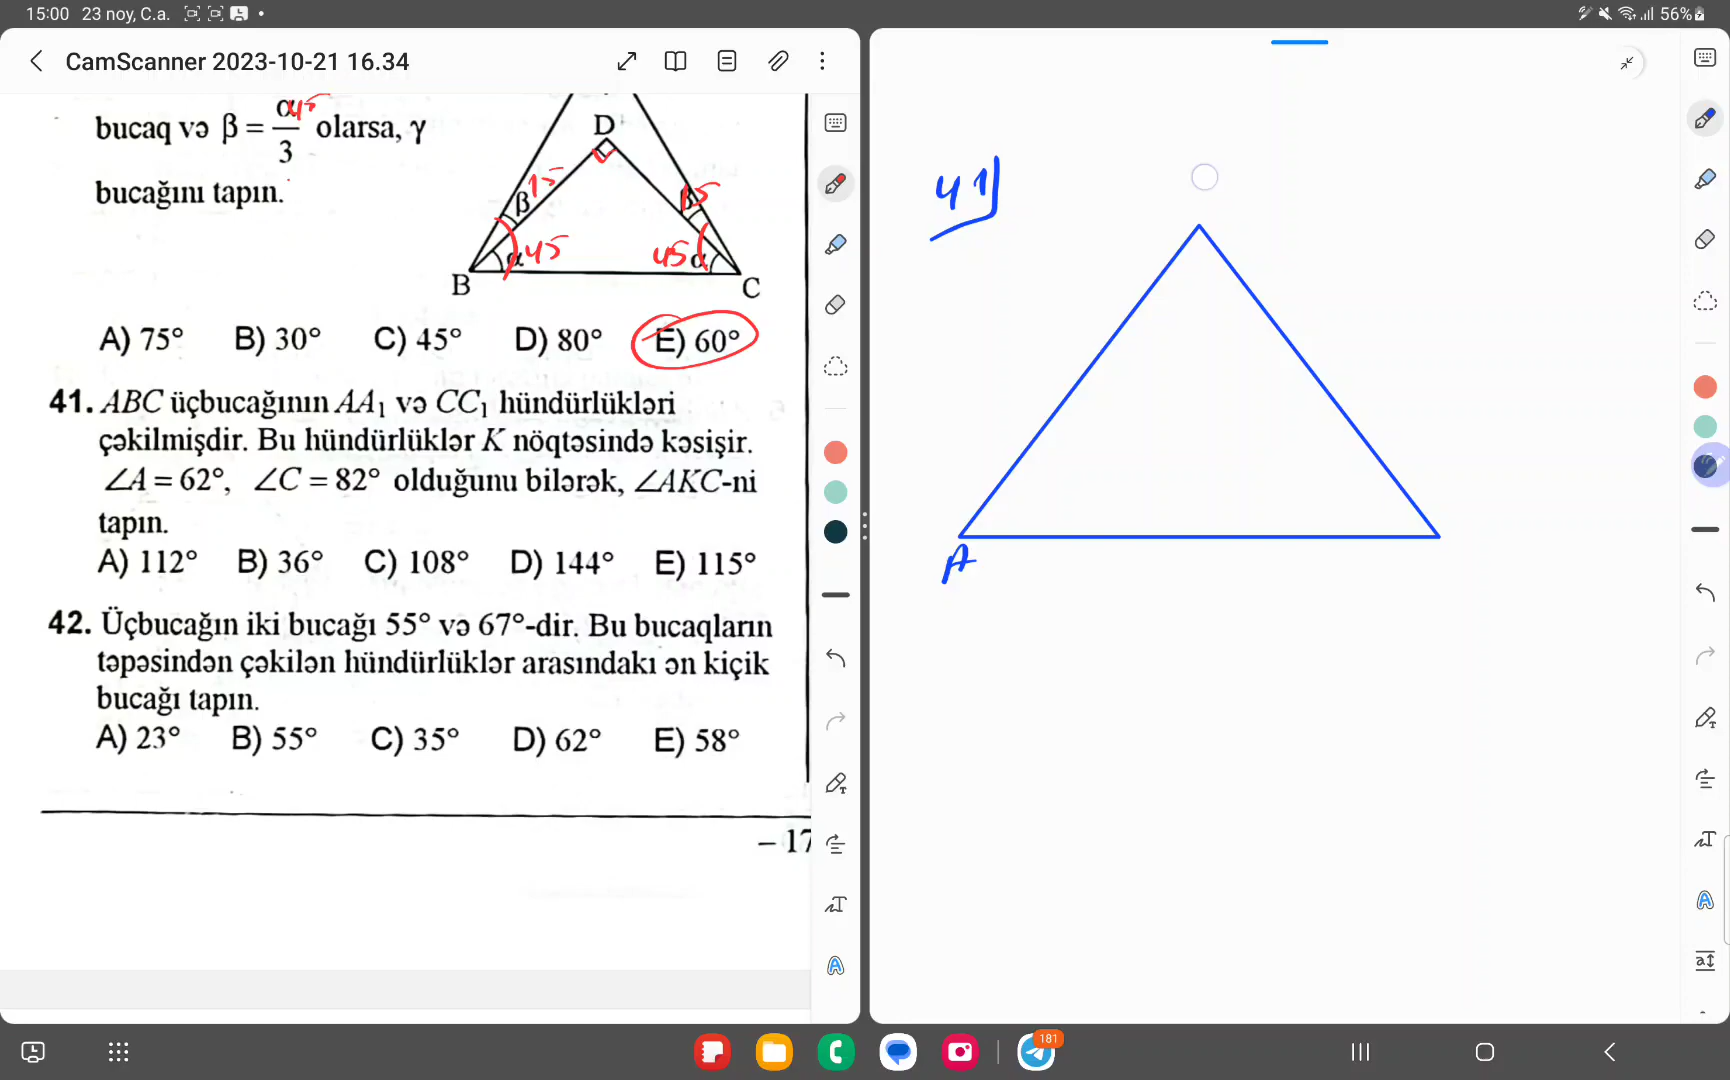 15:00 23 noy, C.a. •
56%
CamScanner 2023-10-21 16.34
bucaq və β = α/3 olarsa, γ
45
bucağını tapın.
D
β 15
β 15
α 45
45 α
B
C
A) 75° B) 30° C) 45° D) 80° E) 60°
41. ABC üçbucağının AA₁ və CC₁ hündürlükləri
çəkilmişdir. Bu hündürlüklər K nöqtəsində kəsişir.
∠A = 62°, ∠C = 82° olduğunu bilərək, ∠AKC-ni
tapın.
A) 112° B) 36° C) 108° D) 144° E) 115°
42. Üçbucağın iki bucağı 55° və 67°-dir. Bu bucaqların
təpəsindən çəkilən hündürlüklər arasındakı ən kiçik
bucağı tapın.
A) 23° B) 55° C) 35° D) 62° E) 58°
– 17
41)
A
181